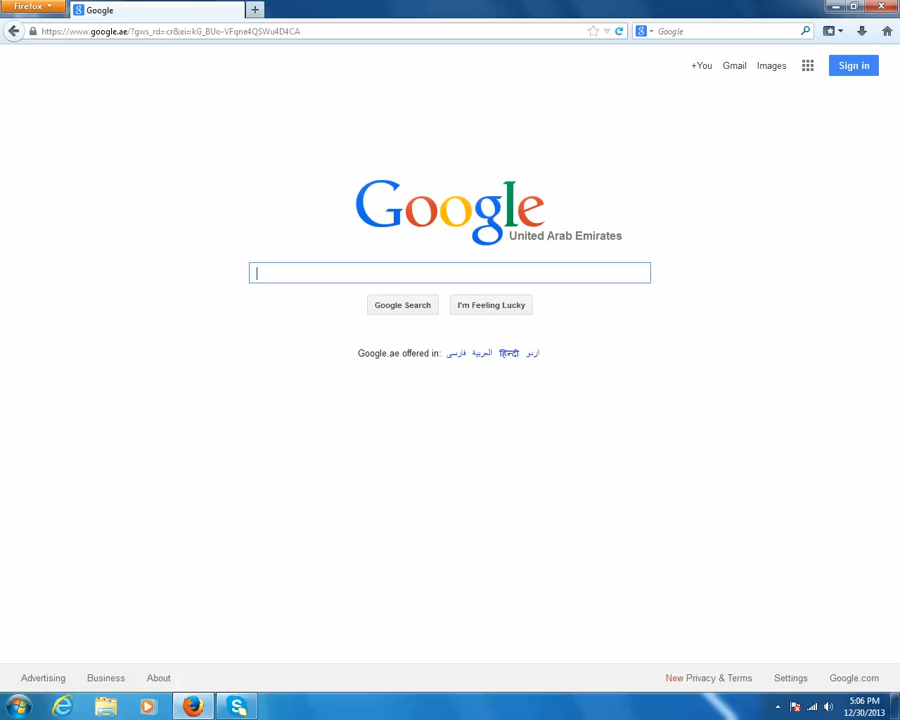 Firefox
Google
https://www.google.ae/?gws_rd=cr&ei=kG_BUo-VFqne4QSWu4D4CA
Google
+You Gmail Images Sign in
Google
United Arab Emirates
Google Search I'm Feeling Lucky
Google.ae offered in: فارسی العربية हिन्दी اردو
Advertising Business About New Privacy & Terms Settings Google.com
5:06 PM
12/30/2013